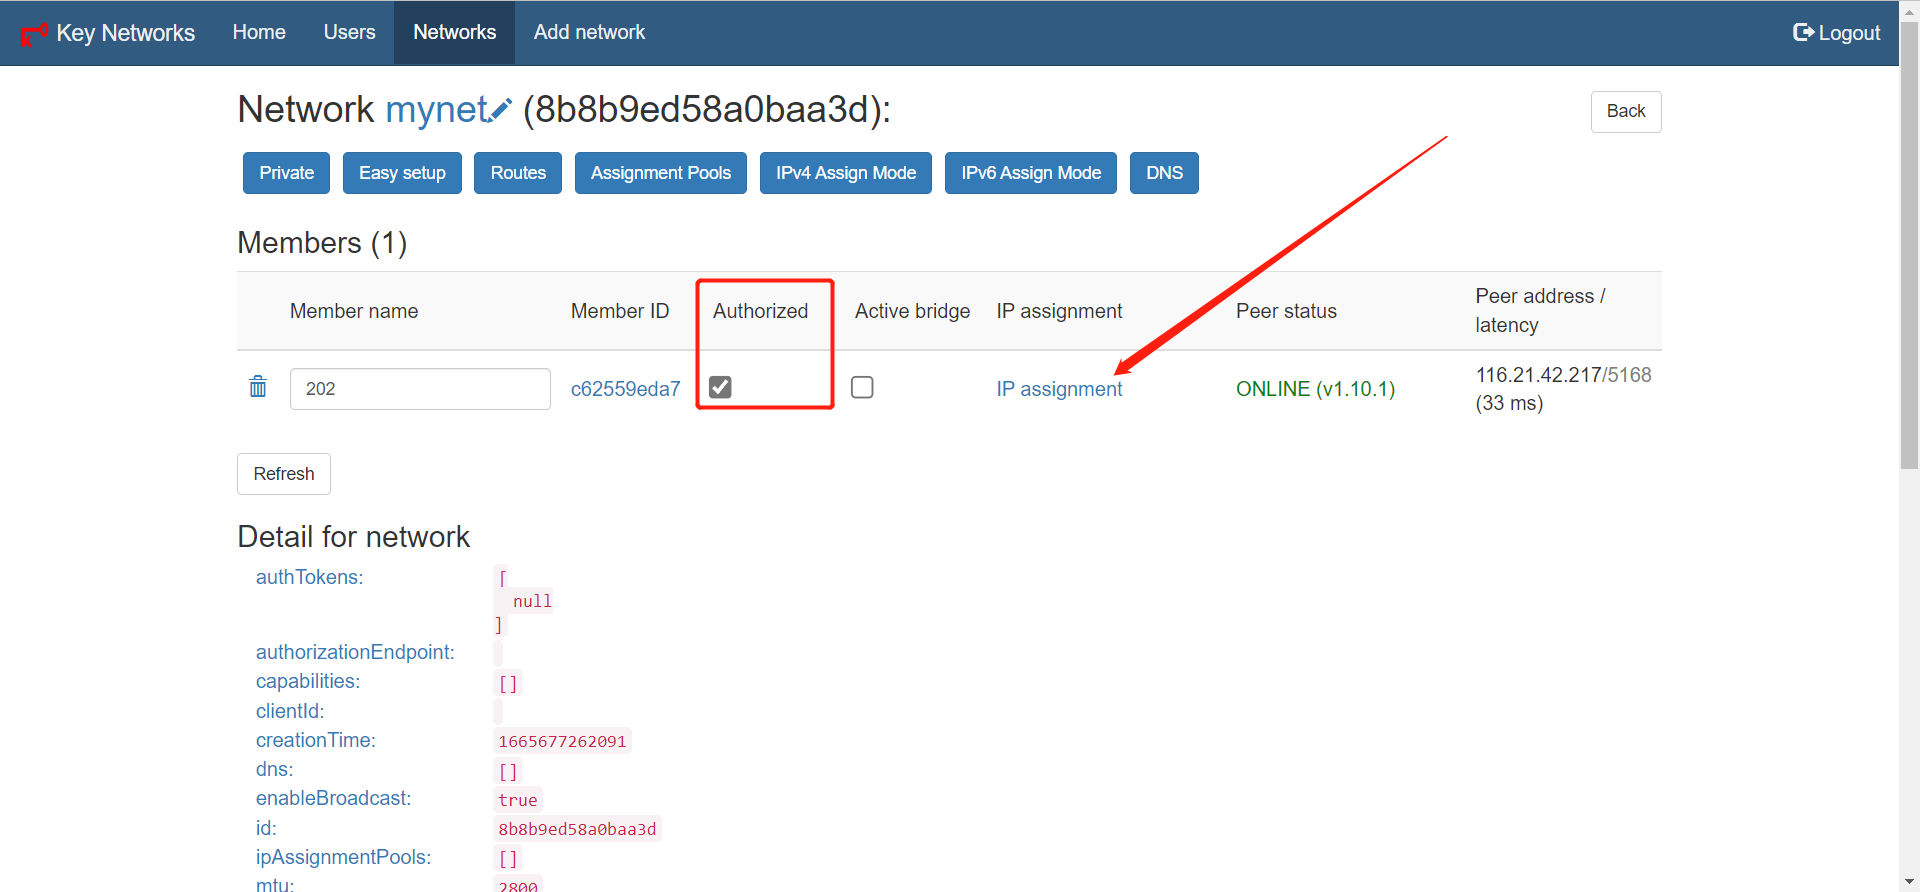 Key Networks Home Users Networks Add network Logout
Network mynet (8b8b9ed58a0baa3d): Back
Private Easy setup Routes Assignment Pools IPv4 Assign Mode IPv6 Assign Mode DNS
Members (1)
Member name Member ID Authorized Active bridge IP assignment Peer status Peer address / latency
202 c62559eda7 IP assignment ONLINE (v1.10.1) 116.21.42.217/5168 (33 ms)
Refresh
Detail for network
authTokens: [
null
]
authorizationEndpoint:
capabilities: []
clientId:
creationTime: 1665677262091
dns: []
enableBroadcast: true
id: 8b8b9ed58a0baa3d
ipAssignmentPools: []
mtu: 2800